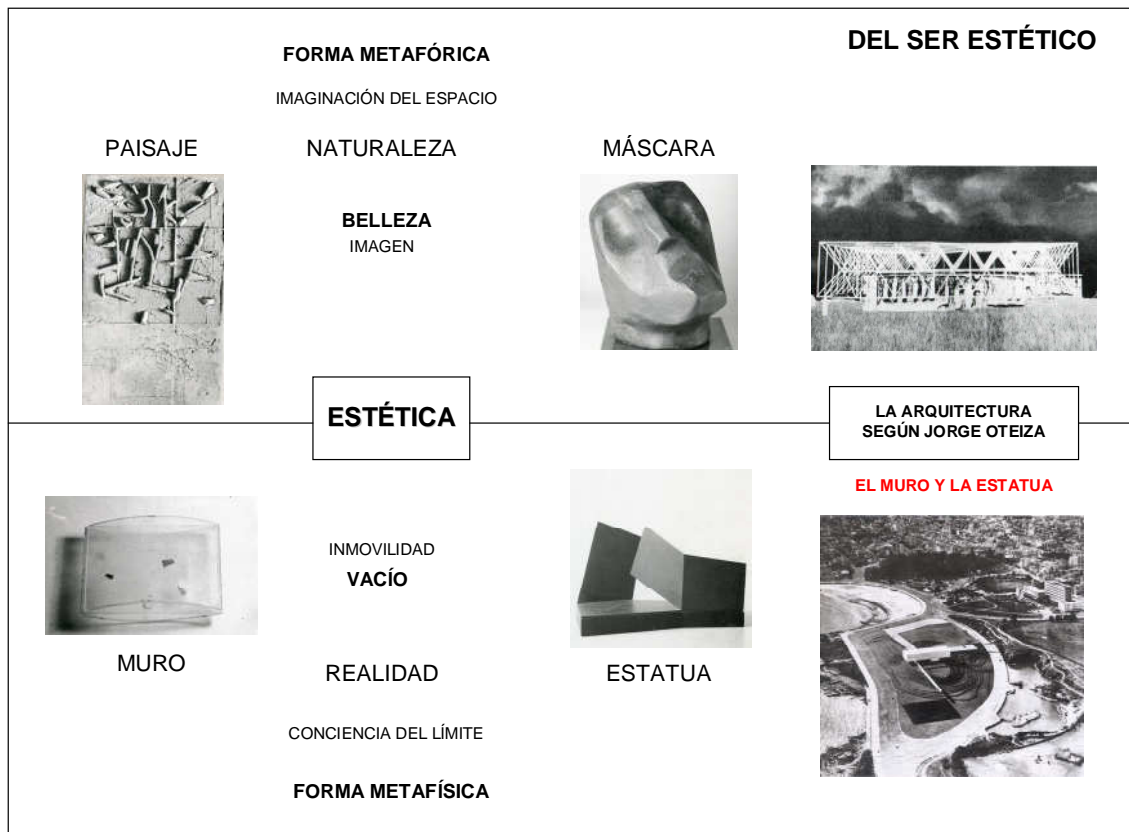 DEL SER ESTÉTICO
FORMA METAFÓRICA
IMAGINACIÓN DEL ESPACIO
PAISAJE
NATURALEZA
MÁSCARA
BELLEZA
IMAGEN
ESTÉTICA
LA ARQUITECTURA
SEGÚN JORGE OTEIZA
EL MURO Y LA ESTATUA
INMOVILIDAD
VACÍO
MURO
REALIDAD
ESTATUA
CONCIENCIA DEL LÍMITE
FORMA METAFÍSICA